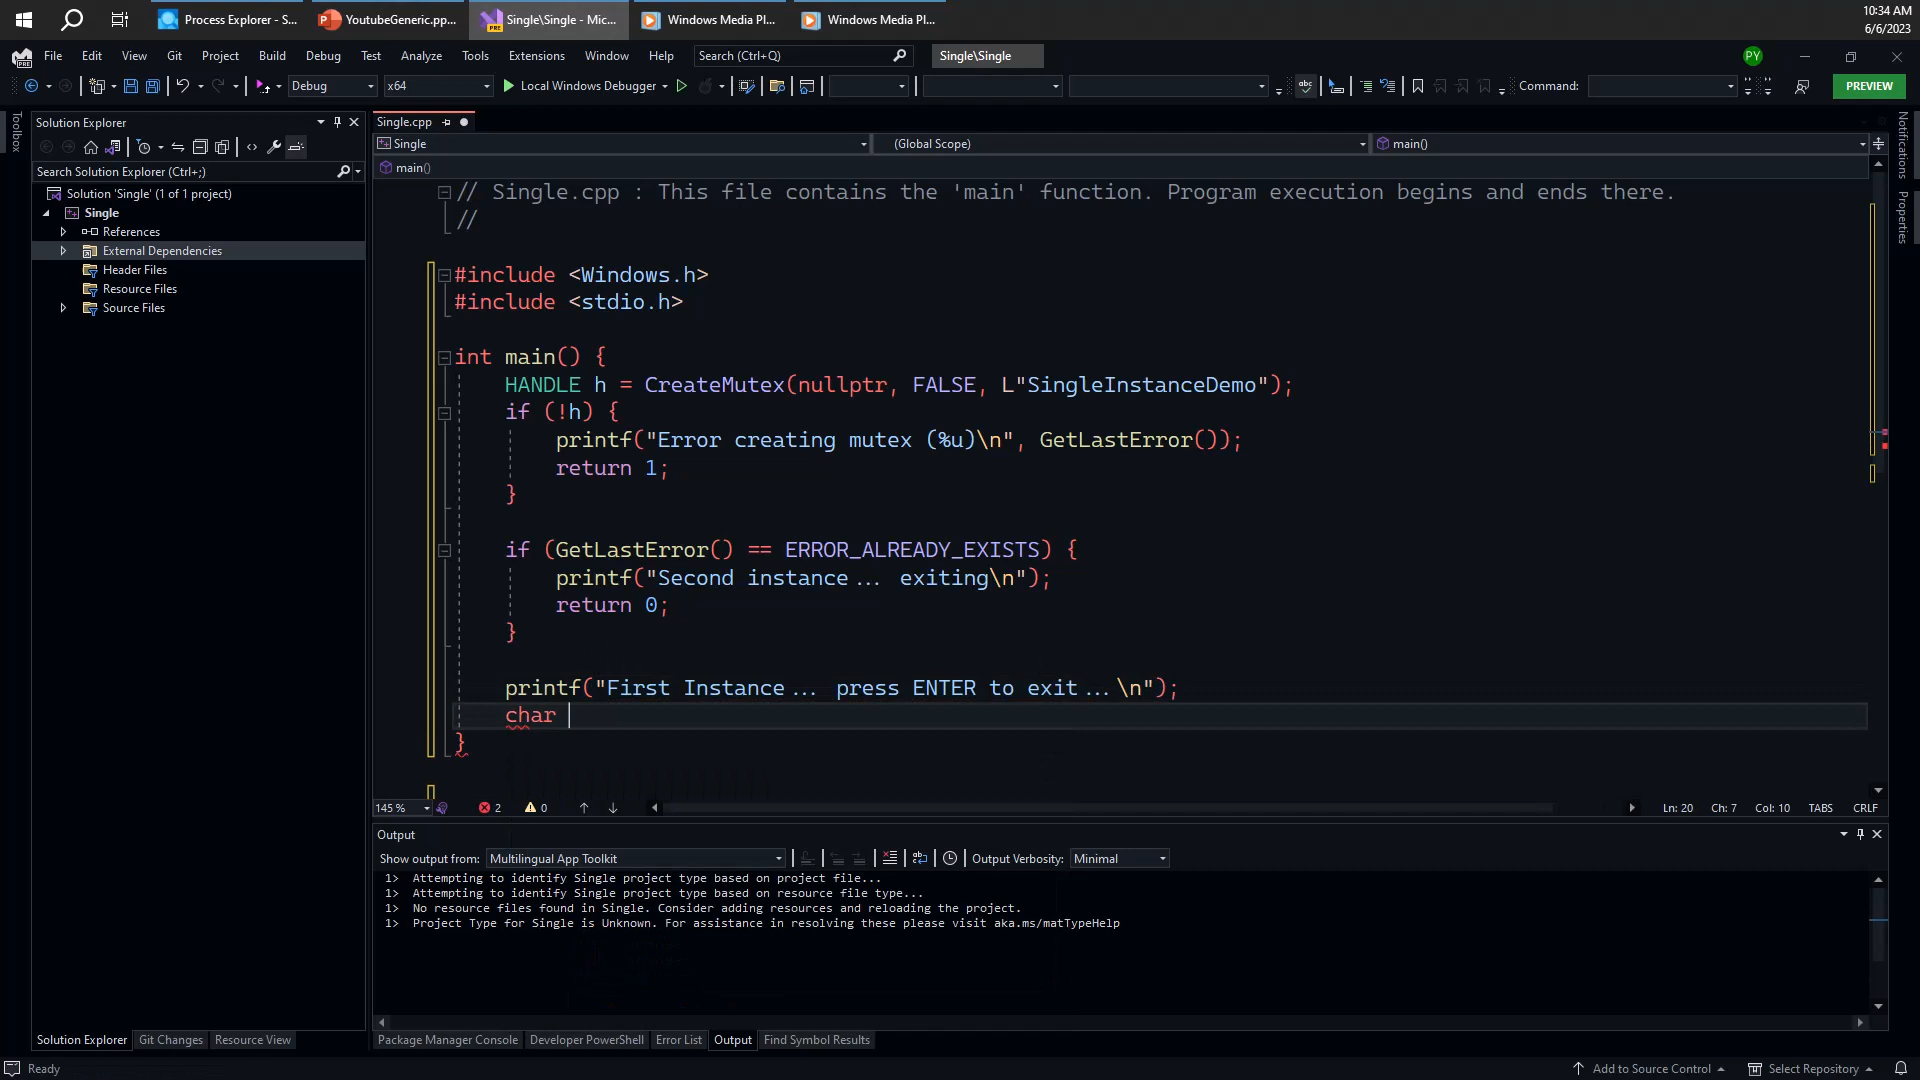 Process Explorer - S...
YoutubeGeneric.pp...
Single\Single - Mic...
Windows Media Pl...
Windows Media Pl...
10:34 AM
6/6/2023
File Edit View Git Project Build Debug Test Analyze Tools Extensions Window Help
Search (Ctrl+Q)
Single\Single
PY
Debug
x64
Local Windows Debugger
Command:
PREVIEW
Toolbox
Solution Explorer
Search Solution Explorer (Ctrl+;)
Solution 'Single' (1 of 1 project)
Single
References
External Dependencies
Header Files
Resource Files
Source Files
Single.cpp
Single
(Global Scope)
main()
main()
// Single.cpp : This file contains the 'main' function. Program execution begins and ends there.
//
#include <Windows.h>
#include <stdio.h>
int main() {
HANDLE h = CreateMutex(nullptr, FALSE, L"SingleInstanceDemo");
if (!h) {
printf("Error creating mutex (%u)\n", GetLastError());
return 1;
}
if (GetLastError() == ERROR_ALREADY_EXISTS) {
printf("Second instance... exiting\n");
return 0;
}
printf("First Instance... press ENTER to exit...\n");
char
}
Notifications
Properties
145 %
2
0
Ln: 20 Ch: 7 Col: 10 TABS CRLF
Output
Show output from: Multilingual App Toolkit
Output Verbosity: Minimal
1> Attempting to identify Single project type based on project file...
1> Attempting to identify Single project type based on resource file type...
1> No resource files found in Single. Consider adding resources and reloading the project.
1> Project Type for Single is Unknown. For assistance in resolving these please visit aka.ms/matTypeHelp
Solution Explorer Git Changes Resource View
Package Manager Console Developer PowerShell Error List Output Find Symbol Results
Ready
Add to Source Control
Select Repository